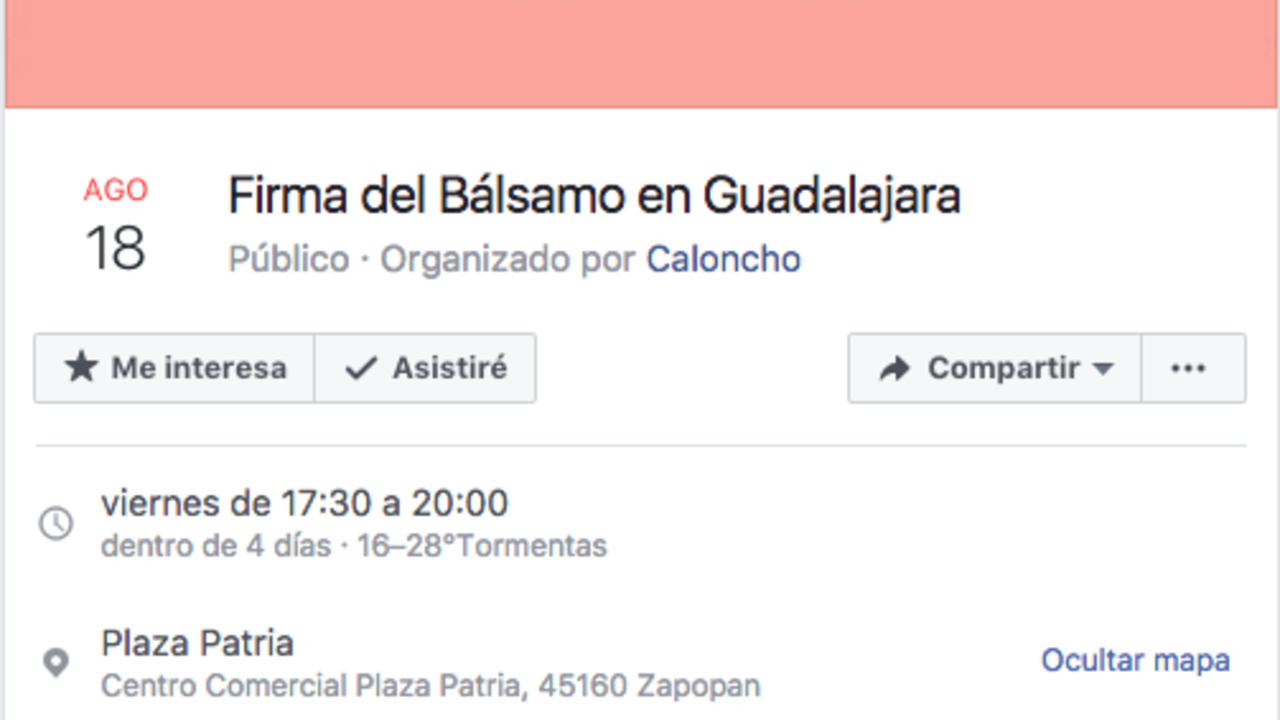 AGO
18
Firma del Bálsamo en Guadalajara
Público · Organizado por Caloncho
Me interesa
Asistiré
Compartir
viernes de 17:30 a 20:00
dentro de 4 días · 16–28°Tormentas
Plaza Patria
Centro Comercial Plaza Patria, 45160 Zapopan
Ocultar mapa